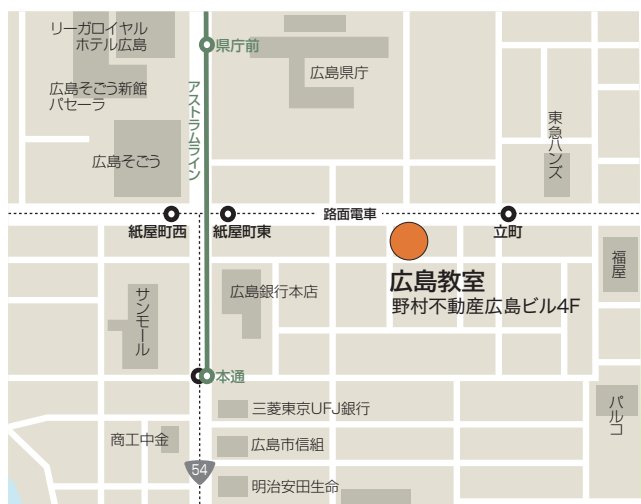 リーガロイヤル
ホテル広島
県庁前
広島県庁
広島そごう新館
パセーラ
アストラムライン
東急ハンズ
広島そごう
路面電車
紙屋町西
紙屋町東
立町
福屋
広島教室
野村不動産広島ビル4F
広島銀行本店
サンモール
本通
三菱東京UFJ銀行
パルコ
商工中金
広島市信組
54
明治安田生命